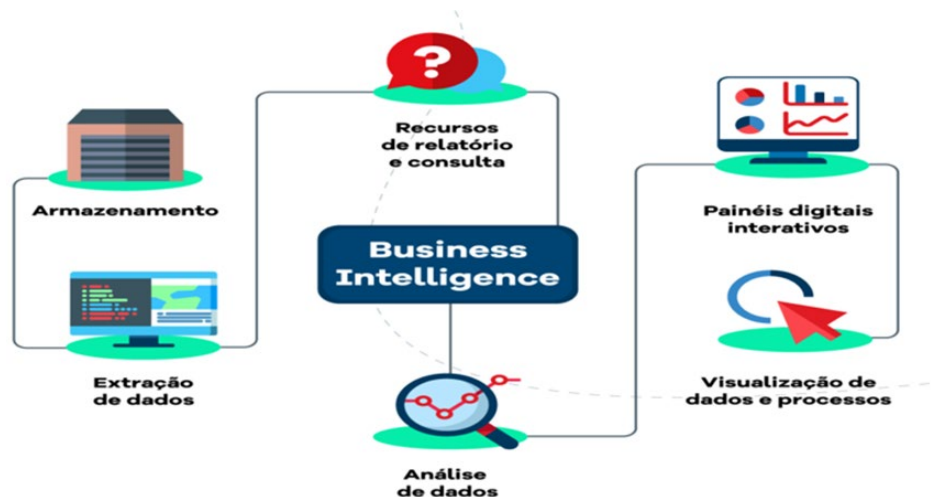 ?
Recursos
de relatório
e consulta
Armazenamento
Painéis digitais
interativos
Business
Intelligence
Extração
de dados
Visualização de
dados e processos
Análise
de dados